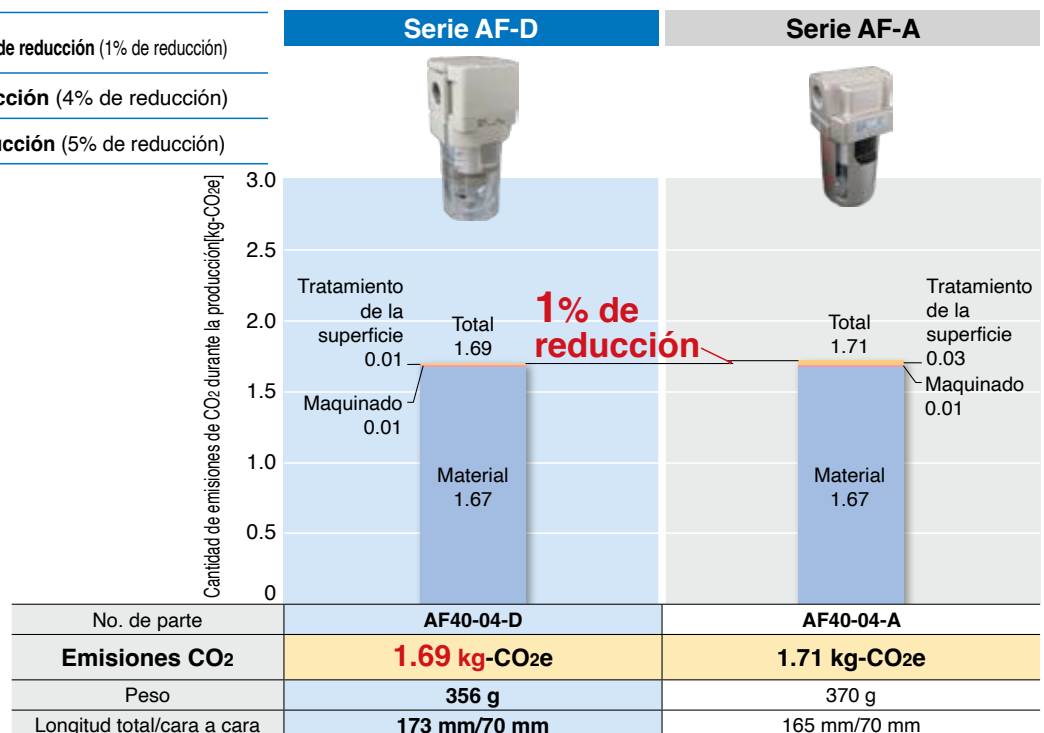 de reducción (1% de reducción)
cción (4% de reducción)
ucción (5% de reducción)
Serie AF-D
Serie AF-A
Cantidad de emisiones de CO2 durante la producción[kg-CO2e]
3.0
2.5
2.0
1.5
1.0
0.5
0
Tratamiento
de la
superficie
0.01
Maquinado
0.01
Total
1.69
Material
1.67
1% de
reducción
Total
1.71
Material
1.67
Tratamiento
de la
superficie
0.03
Maquinado
0.01
No. de parte AF40-04-D AF40-04-A
Emisiones CO2 1.69 kg-CO2e 1.71 kg-CO2e
Peso 356 g 370 g
Longitud total/cara a cara 173 mm/70 mm 165 mm/70 mm